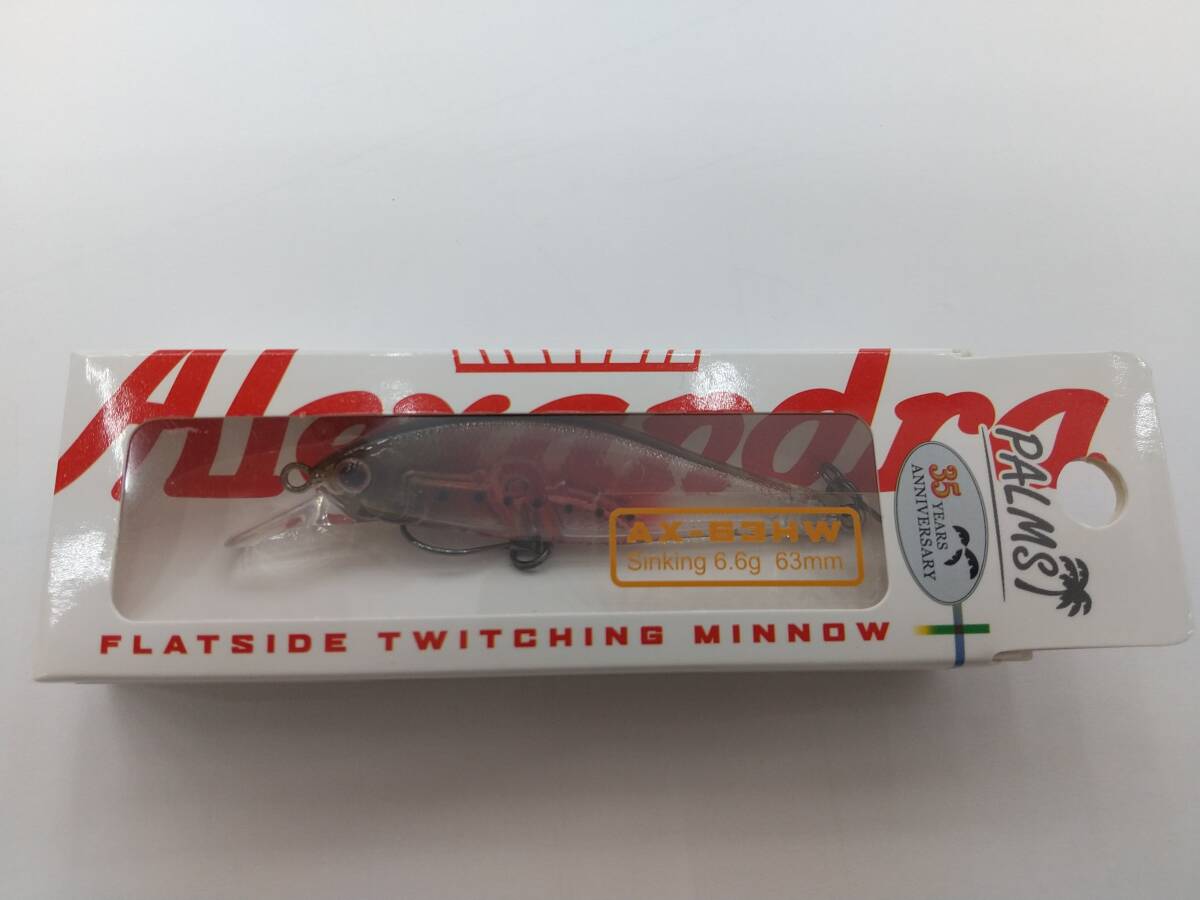 Alexandra
AX-63HW
Sinking 6.6g 63mm
FLATSIDE TWITCHING MINNOW
35
YEARS
ANNIVERSARY
PALMS